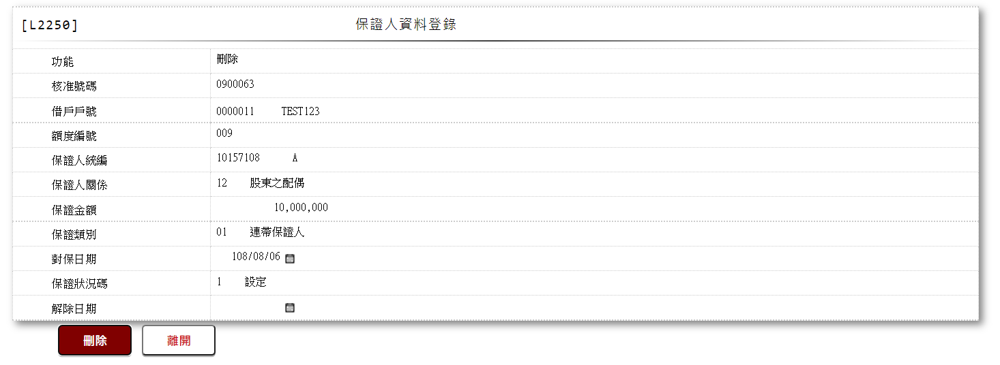 [L2250] 保證人資料登錄
功能 刪除
核准號碼 0900063
借戶戶號 0000011 TEST123
額度編號 009
保證人統編 10157108 A
保證人關係 12 股東之配偶
保證金額 10,000,000
保證類別 01 連帶保證人
對保日期 108/08/06
保證狀況碼 1 設定
解除日期
刪除 離開